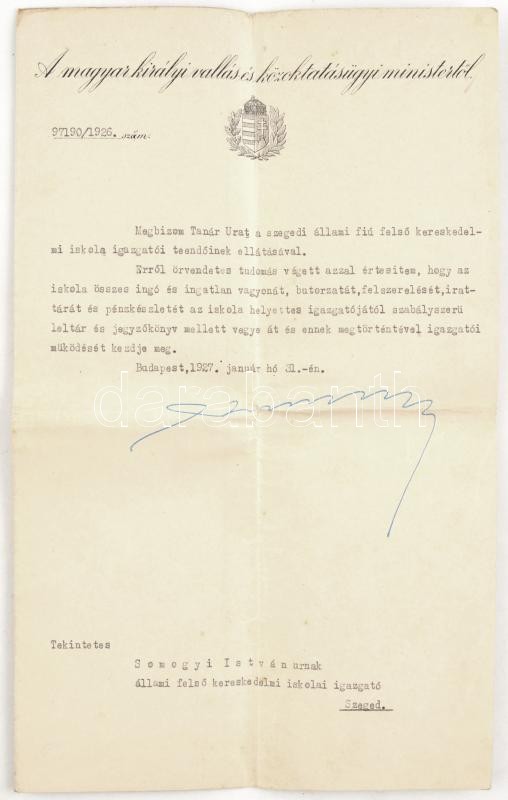 A magyar királyi vallás és közoktatásügyi ministertől.
97190/1926. szám.
Megbizom Tanár Urat a szegedi állami fiú felső kereskedel-
mi iskola igazgatói teendőinek ellátásával.
Erről örvendetes tudomás végett azzal értesitem, hogy az
iskola összes ingó és ingatlan vagyonát, butorzatát, felszerelését, irat-
tárát és pénzkészletét az iskola helyettes igazgatójától szabályszerü
leltár és jegyzőkönyv mellett vegye át és ennek megtörténtével igazgatói
müködését kezdje meg.
Budapest, 1927. január hó 31.-én.
darabanth
Tekintetes
Somogyi István urnak
állami felső kereskedelmi iskolai igazgató
Szeged.